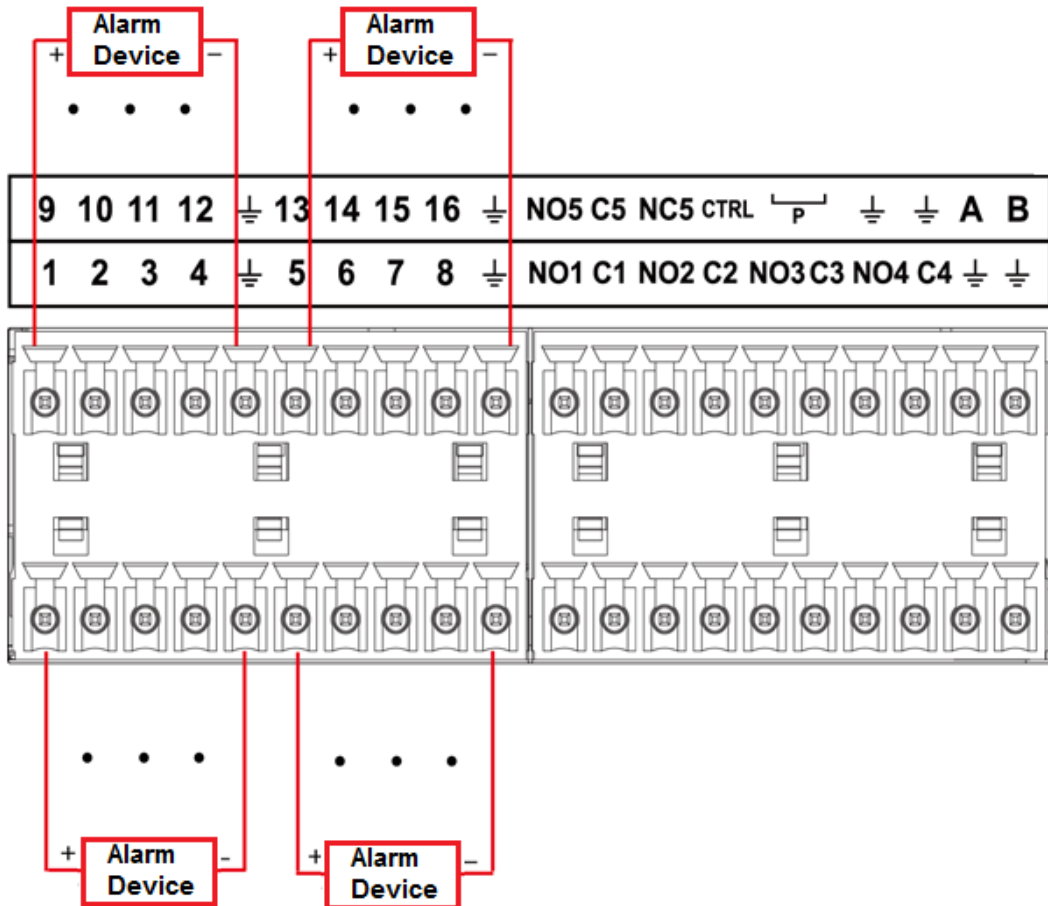 Alarm
Device
+ −
Alarm
Device
+ −
9 10 11 12 ⏚ 13 14 15 16 ⏚ NO5 C5 NC5 CTRL P ⏚ ⏚ A B
1 2 3 4 ⏚ 5 6 7 8 ⏚ NO1 C1 NO2 C2 NO3 C3 NO4 C4 ⏚ ⏚
+ -
Alarm
Device
+ −
Alarm
Device